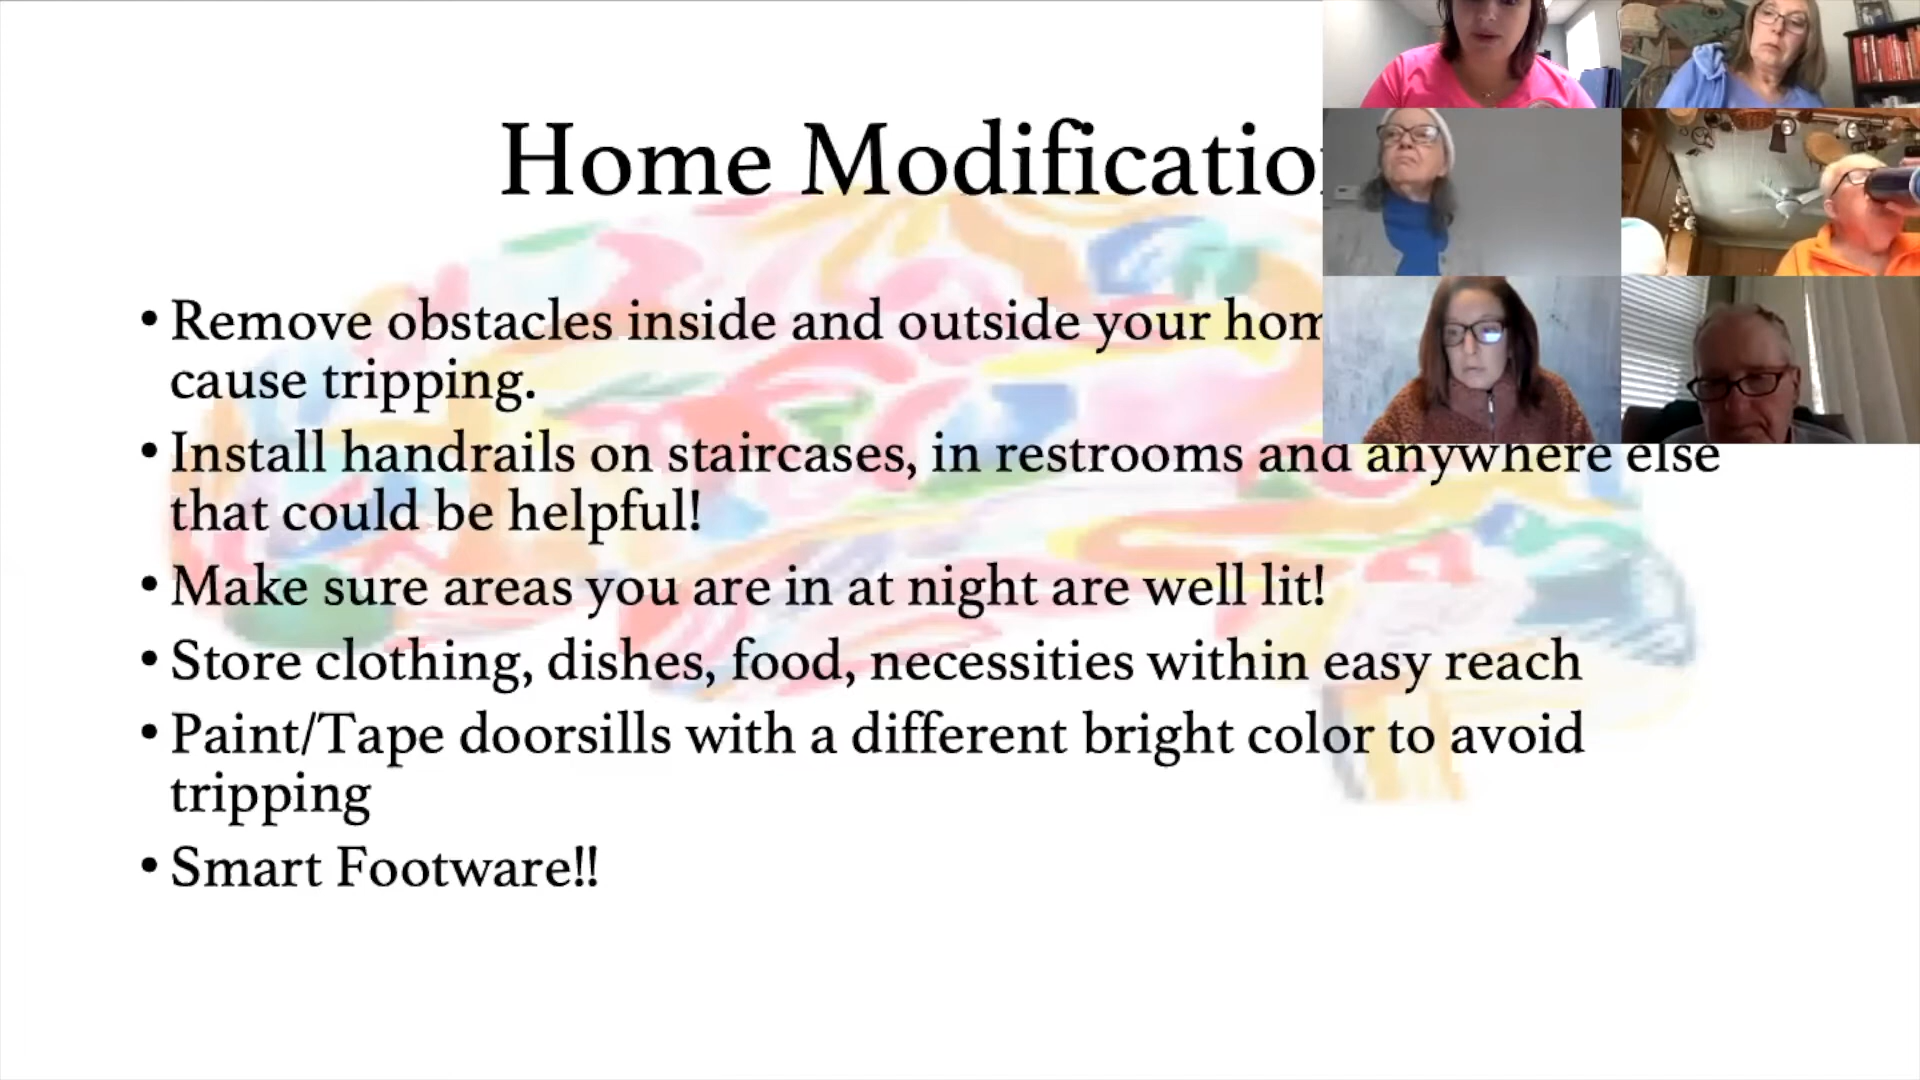 Home Modificatio
• Remove obstacles inside and outside your hom
cause tripping.
• Install handrails on staircases, in restrooms and anywhere else
that could be helpful!
• Make sure areas you are in at night are well lit!
• Store clothing, dishes, food, necessities within easy reach
• Paint/Tape doorsills with a different bright color to avoid
tripping
• Smart Footware!!